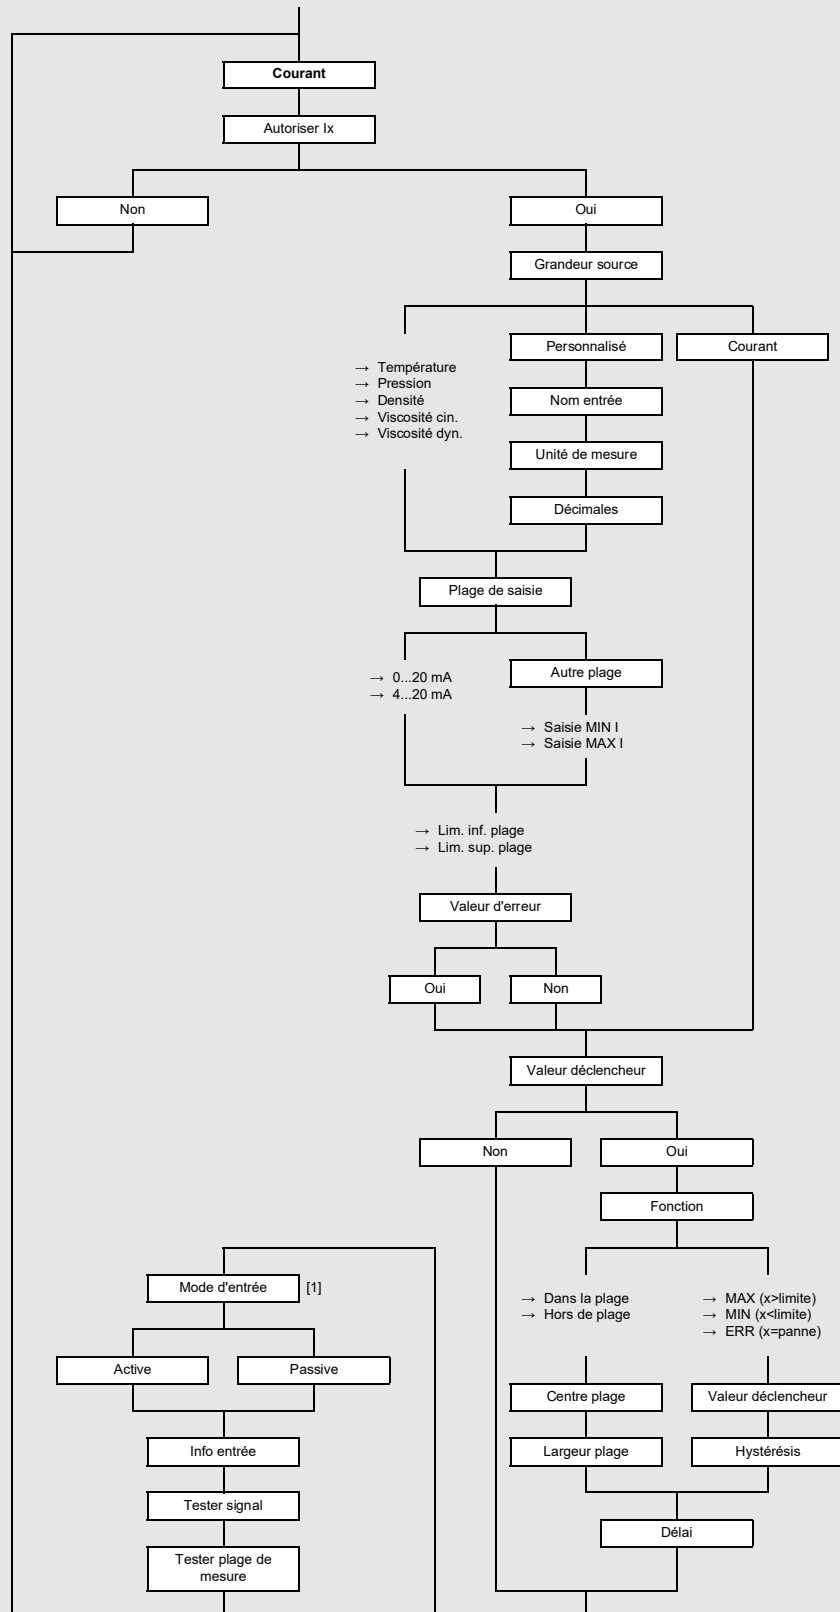 Courant
Autoriser Ix
Non
Oui
Grandeur source
Personnalisé
Courant
→ Température
→ Pression
→ Densité
→ Viscosité cin.
→ Viscosité dyn.
Nom entrée
Unité de mesure
Décimales
Plage de saisie
→ 0...20 mA
→ 4...20 mA
Autre plage
→ Saisie MIN I
→ Saisie MAX I
→ Lim. inf. plage
→ Lim. sup. plage
Valeur d'erreur
Oui
Non
Valeur déclencheur
Non
Oui
Fonction
→ Dans la plage
→ Hors de plage
→ MAX (x>limite)
→ MIN (x<limite)
→ ERR (x=panne)
Centre plage
Valeur déclencheur
Largeur plage
Hystérésis
Délai
Mode d'entrée
[1]
Active
Passive
Info entrée
Tester signal
Tester plage de
mesure